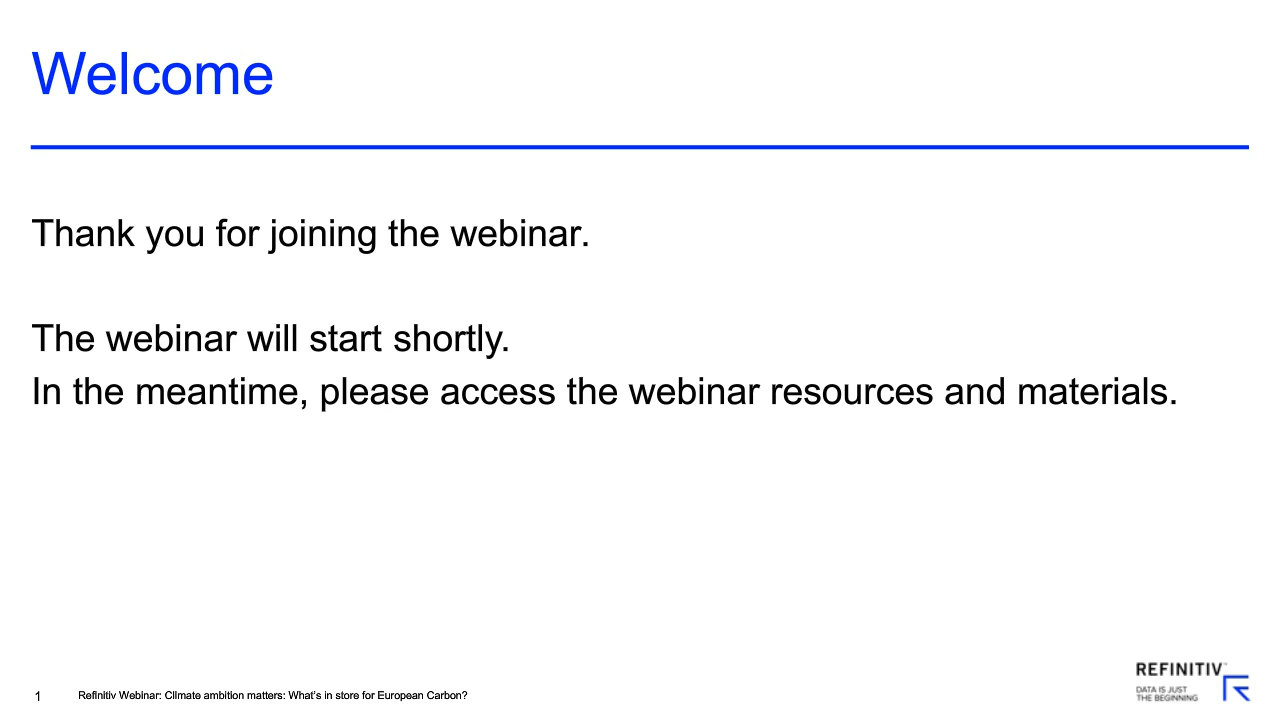 Welcome
Thank you for joining the webinar.
The webinar will start shortly.
In the meantime, please access the webinar resources and materials.
1
Refinitiv Webinar: Climate ambition matters: What's in store for European Carbon?
REFINITIV™
DATA IS JUST
THE BEGINNING